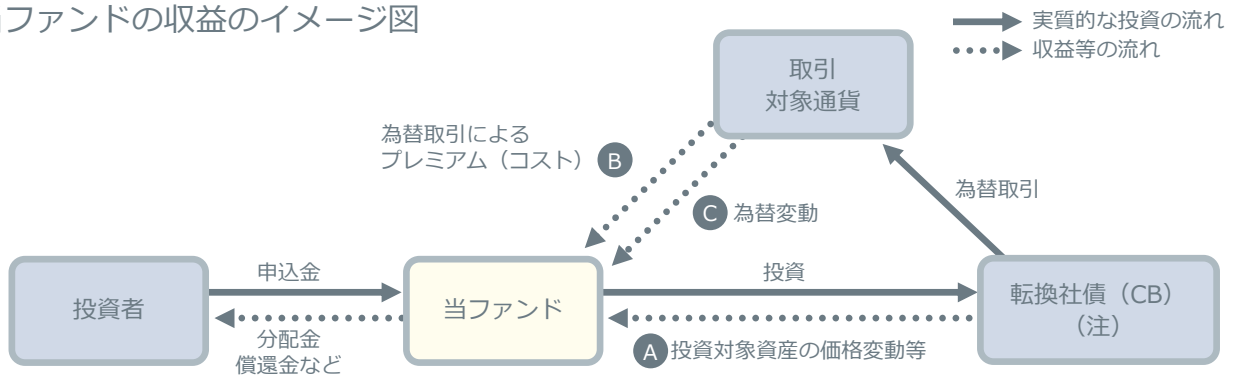 ファンドの収益のイメージ図
実質的な投資の流れ
収益等の流れ
取引
対象通貨
為替取引による
プレミアム（コスト） B
C 為替変動
為替取引
投資者
申込金
分配金
償還金など
当ファンド
投資
A 投資対象資産の価格変動等
転換社債（CB）
（注）